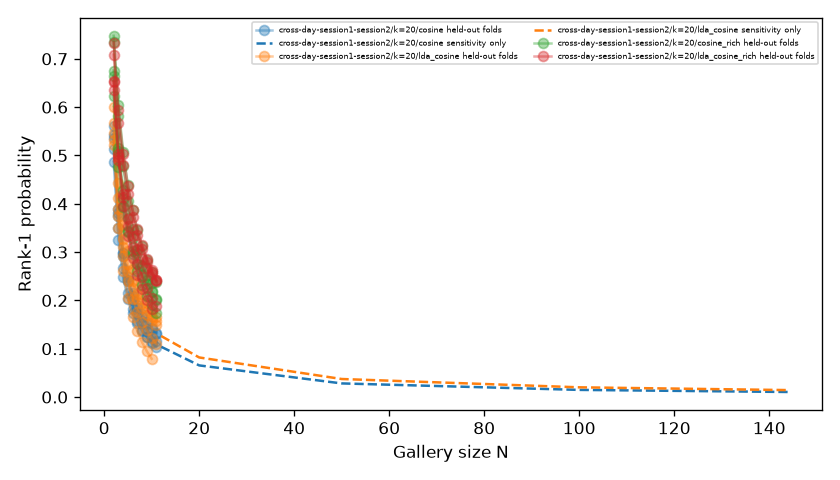 cross-day-session1-session2/k=20/cosine held-out folds
cross-day-session1-session2/k=20/cosine sensitivity only
cross-day-session1-session2/k=20/lda_cosine held-out folds
cross-day-session1-session2/k=20/lda_cosine sensitivity only
cross-day-session1-session2/k=20/cosine_rich held-out folds
cross-day-session1-session2/k=20/lda_cosine_rich held-out folds
Rank-1 probability
0.7
0.6
0.5
0.4
0.3
0.2
0.1
0.0
0 20 40 60 80 100 120 140
Gallery size N